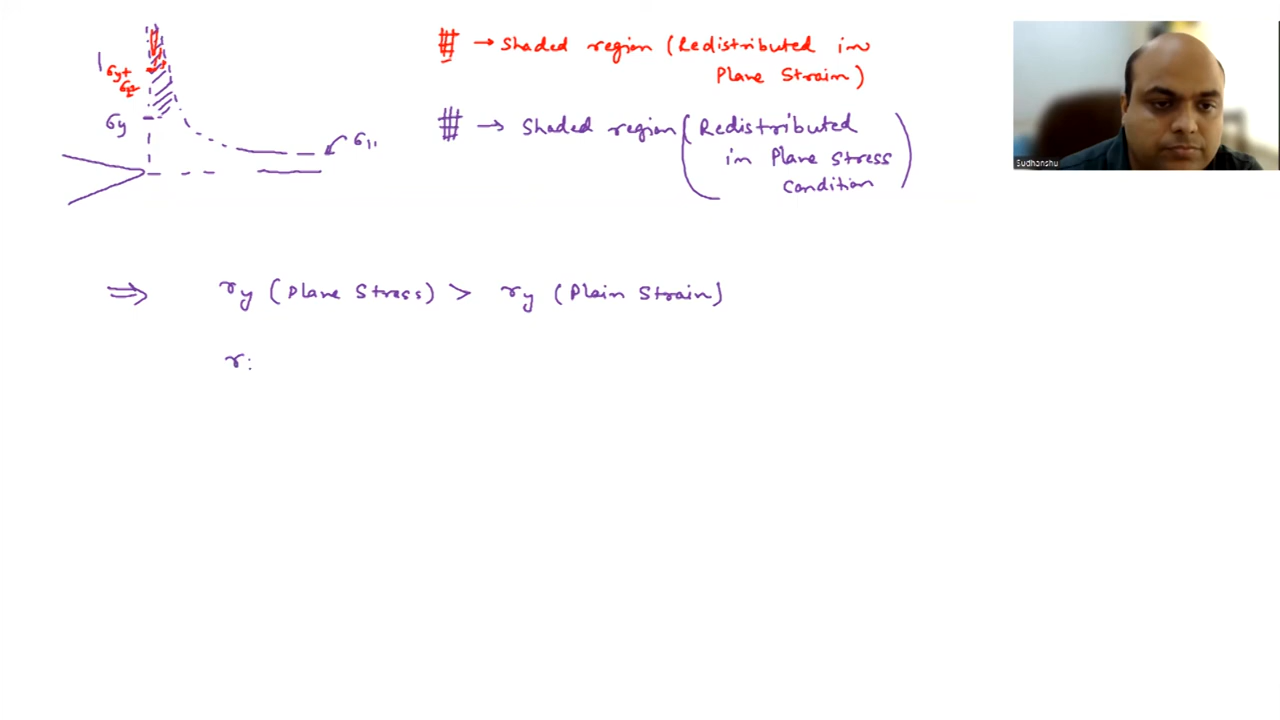 # → Shaded region (Redistributed in
Plane Strain)
σy+
σz
σy
σ11
# → Shaded region (Redistributed
in Plane Stress
condition)
⇒ ry (Plane Stress) > ry (Plain Strain)
r:
Sudhanshu